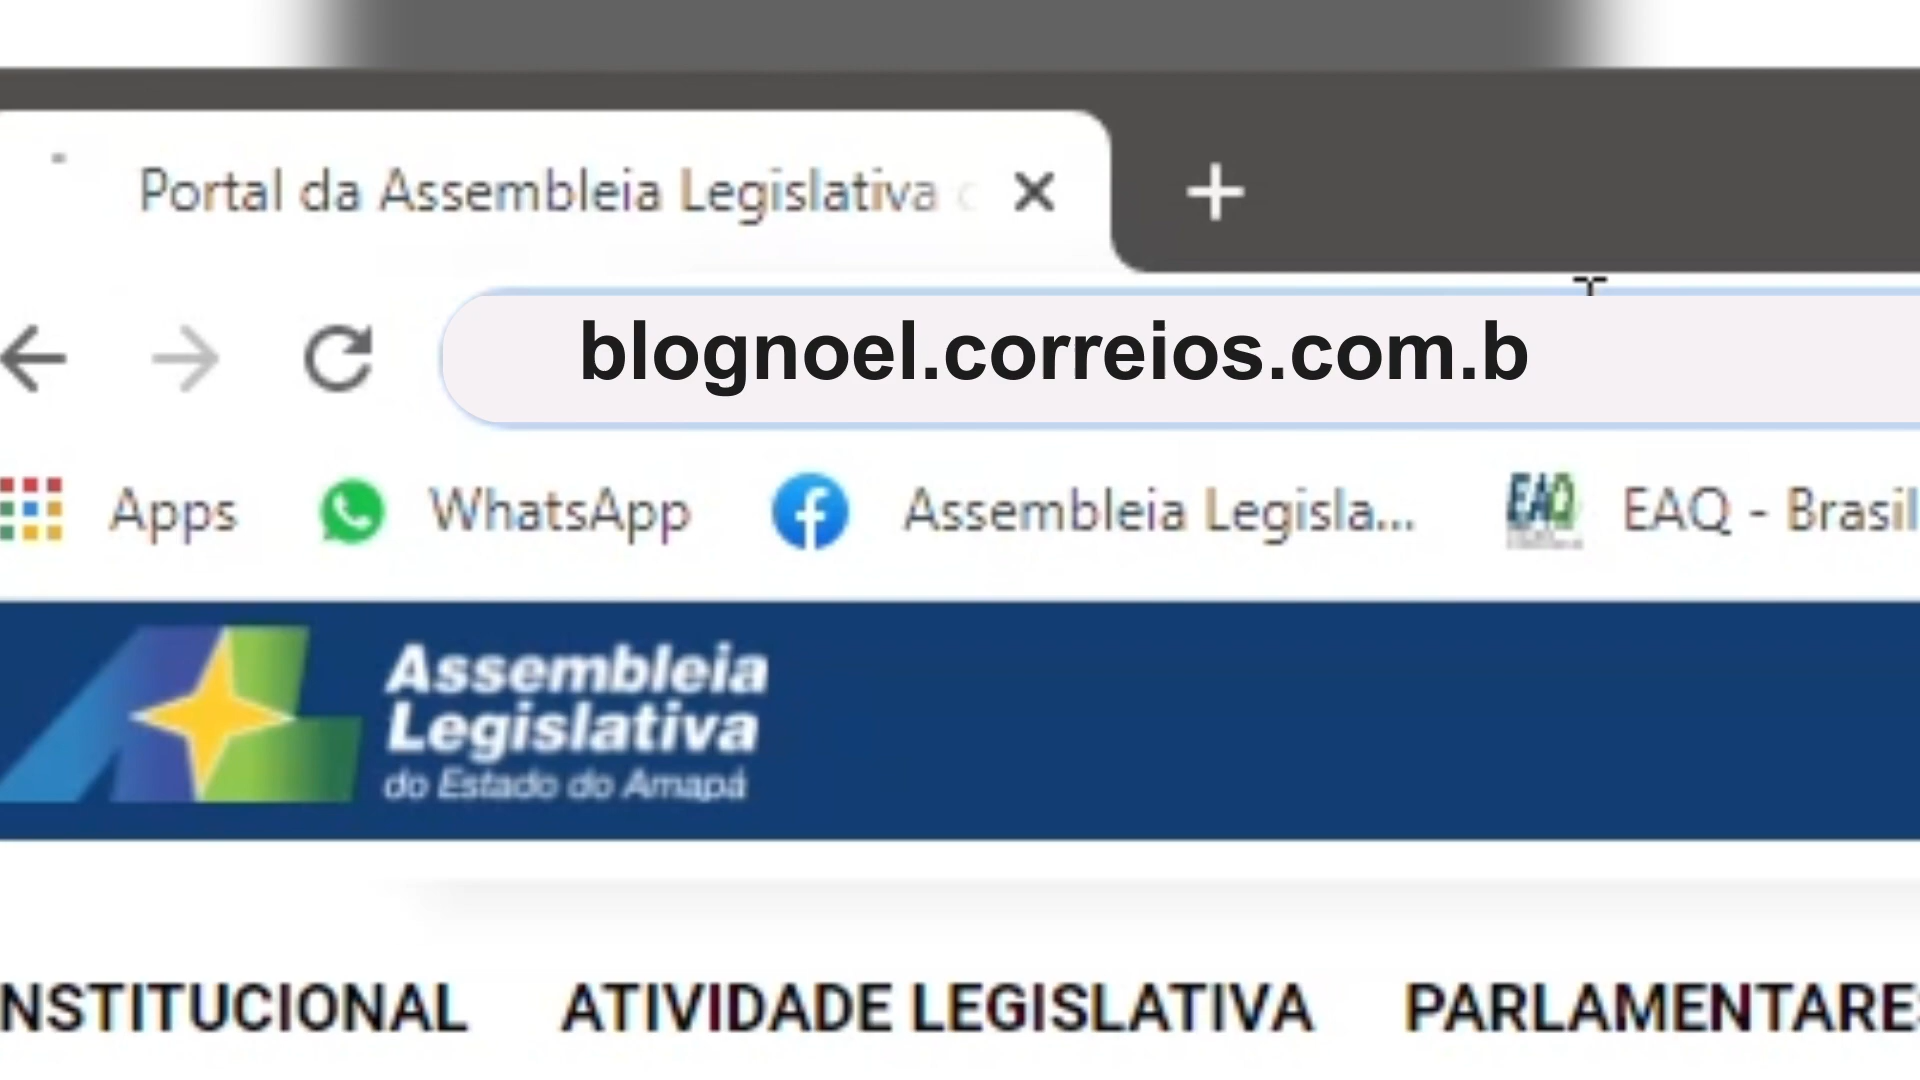 Portal da Assembleia Legislativa
blognoel.correios.com.b
Apps WhatsApp Assembleia Legisla... EAQ - Brasil
Assembleia
Legislativa
do Estado do Amapá
NSTITUCIONAL ATIVIDADE LEGISLATIVA PARLAMENTARES